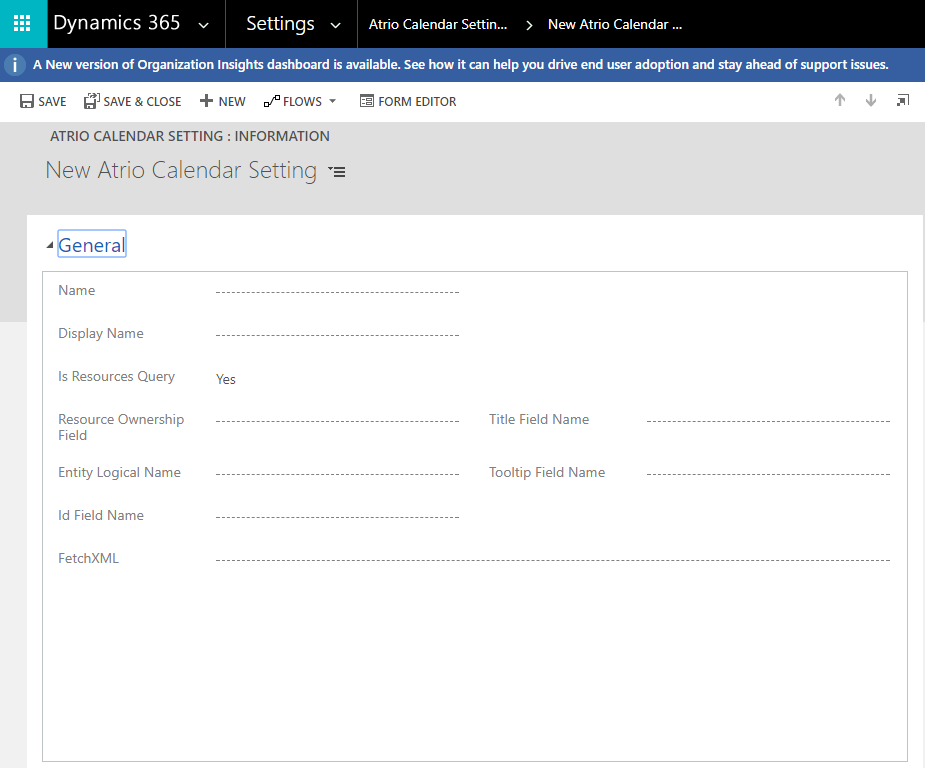 Dynamics 365 Settings Atrio Calendar Settin... New Atrio Calendar ...
A New version of Organization Insights dashboard is available. See how it can help you drive end user adoption and stay ahead of support issues.
SAVE SAVE & CLOSE NEW FLOWS FORM EDITOR
ATRIO CALENDAR SETTING : INFORMATION
New Atrio Calendar Setting
General
Name
Display Name
Is Resources Query Yes
Resource Ownership Field Title Field Name
Entity Logical Name Tooltip Field Name
Id Field Name
FetchXML